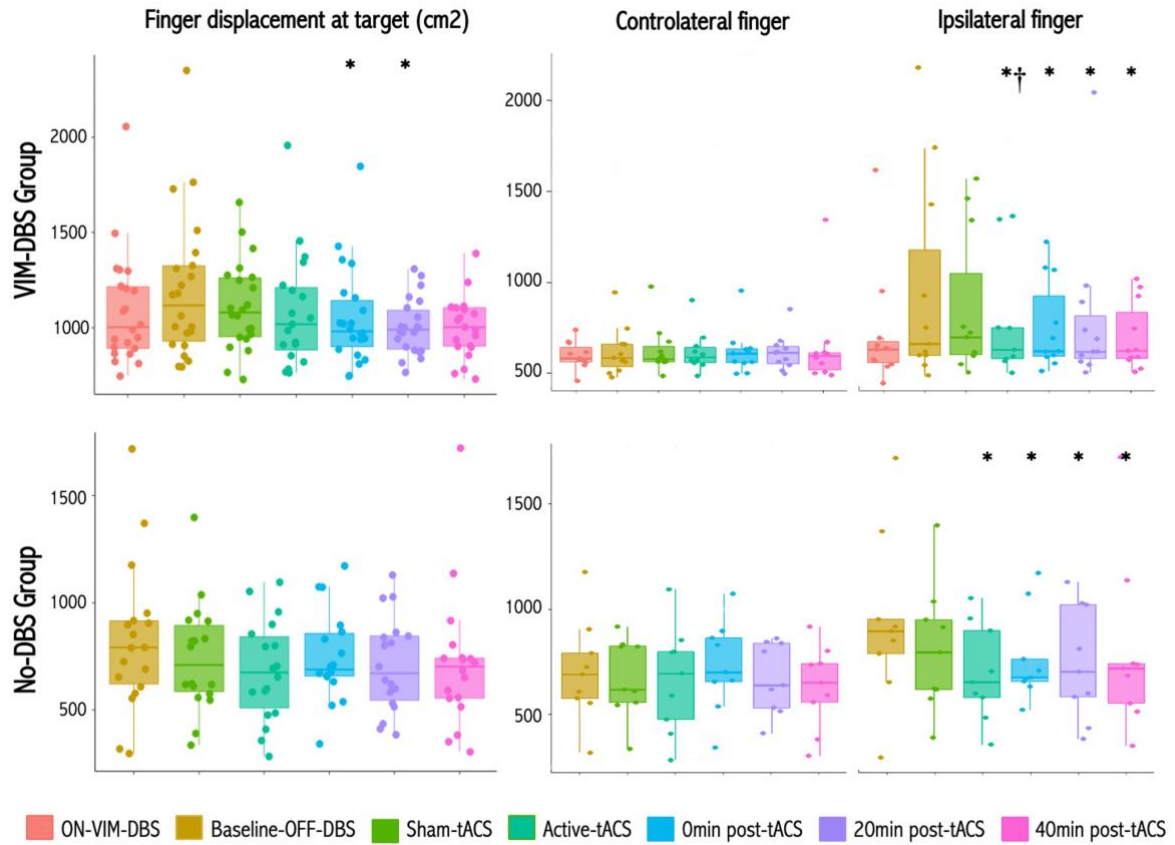 Finger displacement at target (cm2) Controlateral finger Ipsilateral finger
VIM-DBS Group
2000
1500
1000
* *
2000
1500
1000
500
*† * * *
No-DBS Group
1500
1000
500
1500
1000
500
* * * *
ON-VIM-DBS Baseline-OFF-DBS Sham-tACS Active-tACS 0min post-tACS 20min post-tACS 40min post-tACS